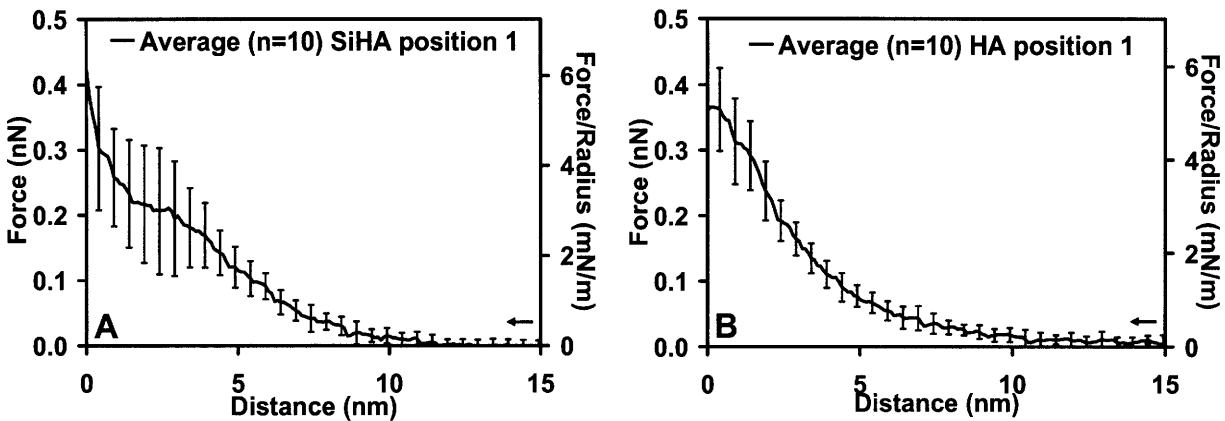 Average (n=10) SiHA position 1
0.5
0.4
0.3
0.2
0.1
0.0
Force (nN)
6
4
2
0
Force/Radius (mN/m)
A
0
5
10
15
Distance (nm)
Average (n=10) HA position 1
0.5
0.4
0.3
0.2
0.1
0.0
Force (nN)
6
4
2
0
Force/Radius (mN/m)
B
0
5
10
15
Distance (nm)